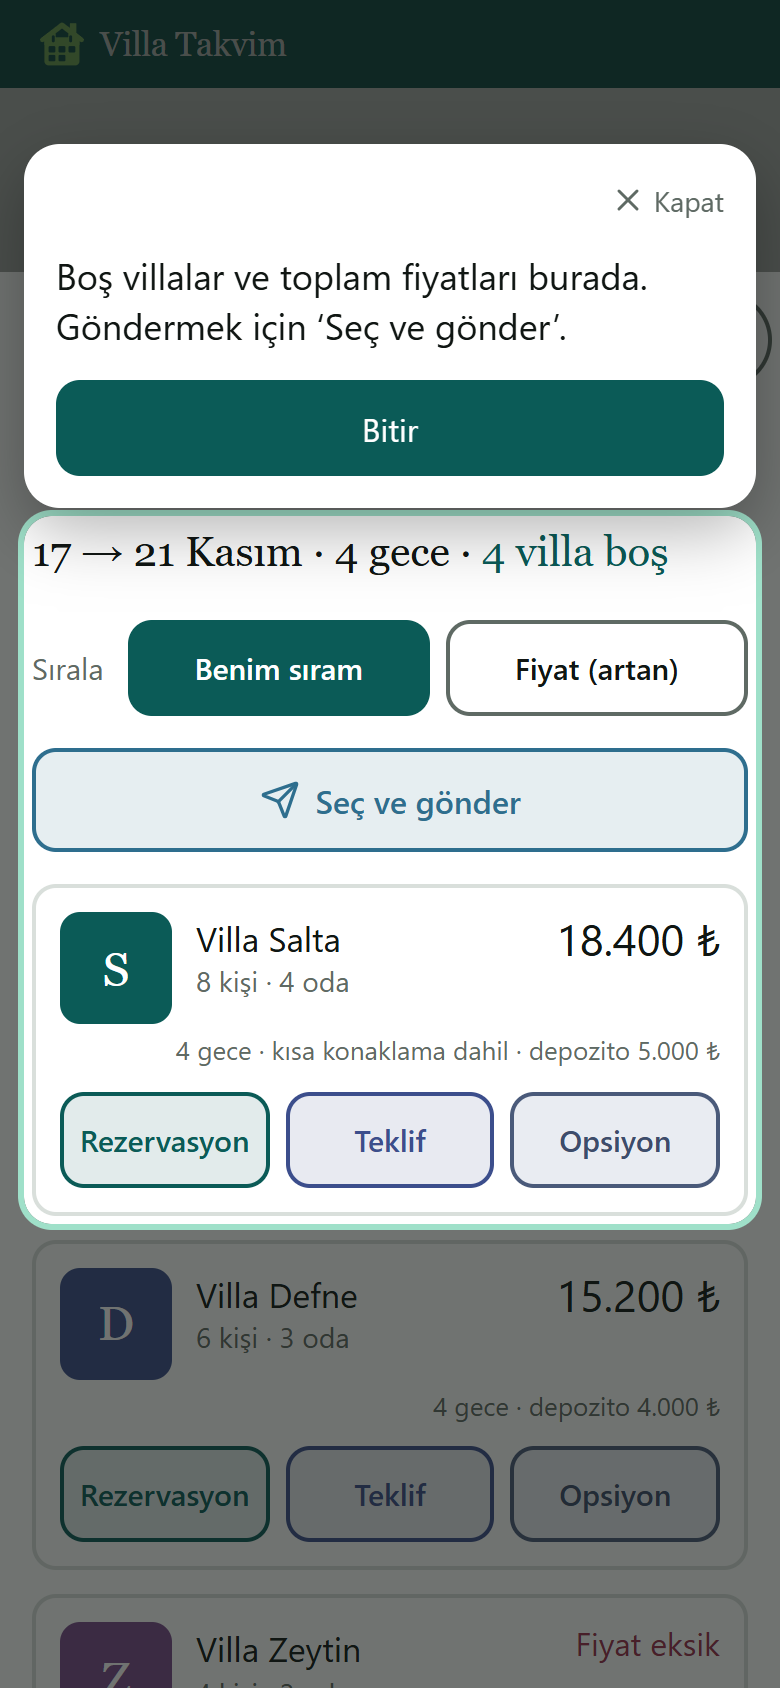 Villa Takvim
Kapat
Boş villalar ve toplam fiyatları burada.
Göndermek için ‘Seç ve gönder’.
Bitir
17 → 21 Kasım · 4 gece · 4 villa boş
Sırala
Benim sıram
Fiyat (artan)
Seç ve gönder
S
Villa Salta
18.400 ₺
8 kişi · 4 oda
4 gece · kısa konaklama dahil · depozito 5.000 ₺
Rezervasyon
Teklif
Opsiyon
D
Villa Defne
15.200 ₺
6 kişi · 3 oda
4 gece · depozito 4.000 ₺
Rezervasyon
Teklif
Opsiyon
Z
Villa Zeytin
Fiyat eksik